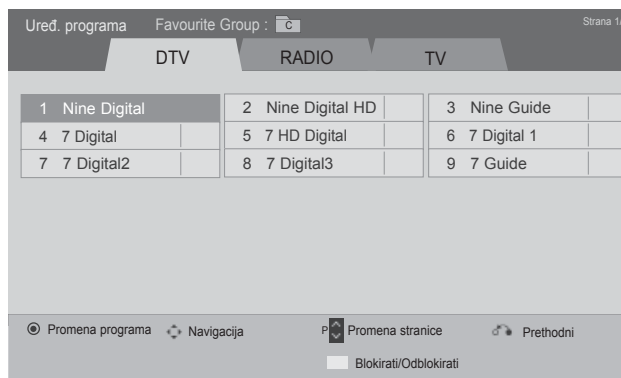 Uređ. programa Favourite Group : C Strana 1/
DTV RADIO TV
1 Nine Digital 2 Nine Digital HD 3 Nine Guide
4 7 Digital 5 7 HD Digital 6 7 Digital 1
7 7 Digital2 8 7 Digital3 9 7 Guide
Promena programa Navigacija P Promena stranice Prethodni
Blokirati/Odblokirati